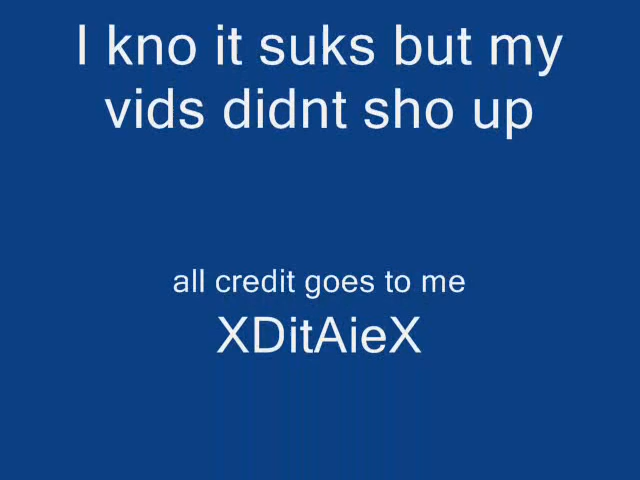 I kno it suks but my
vids didnt sho up
all credit goes to me
XDitAieX